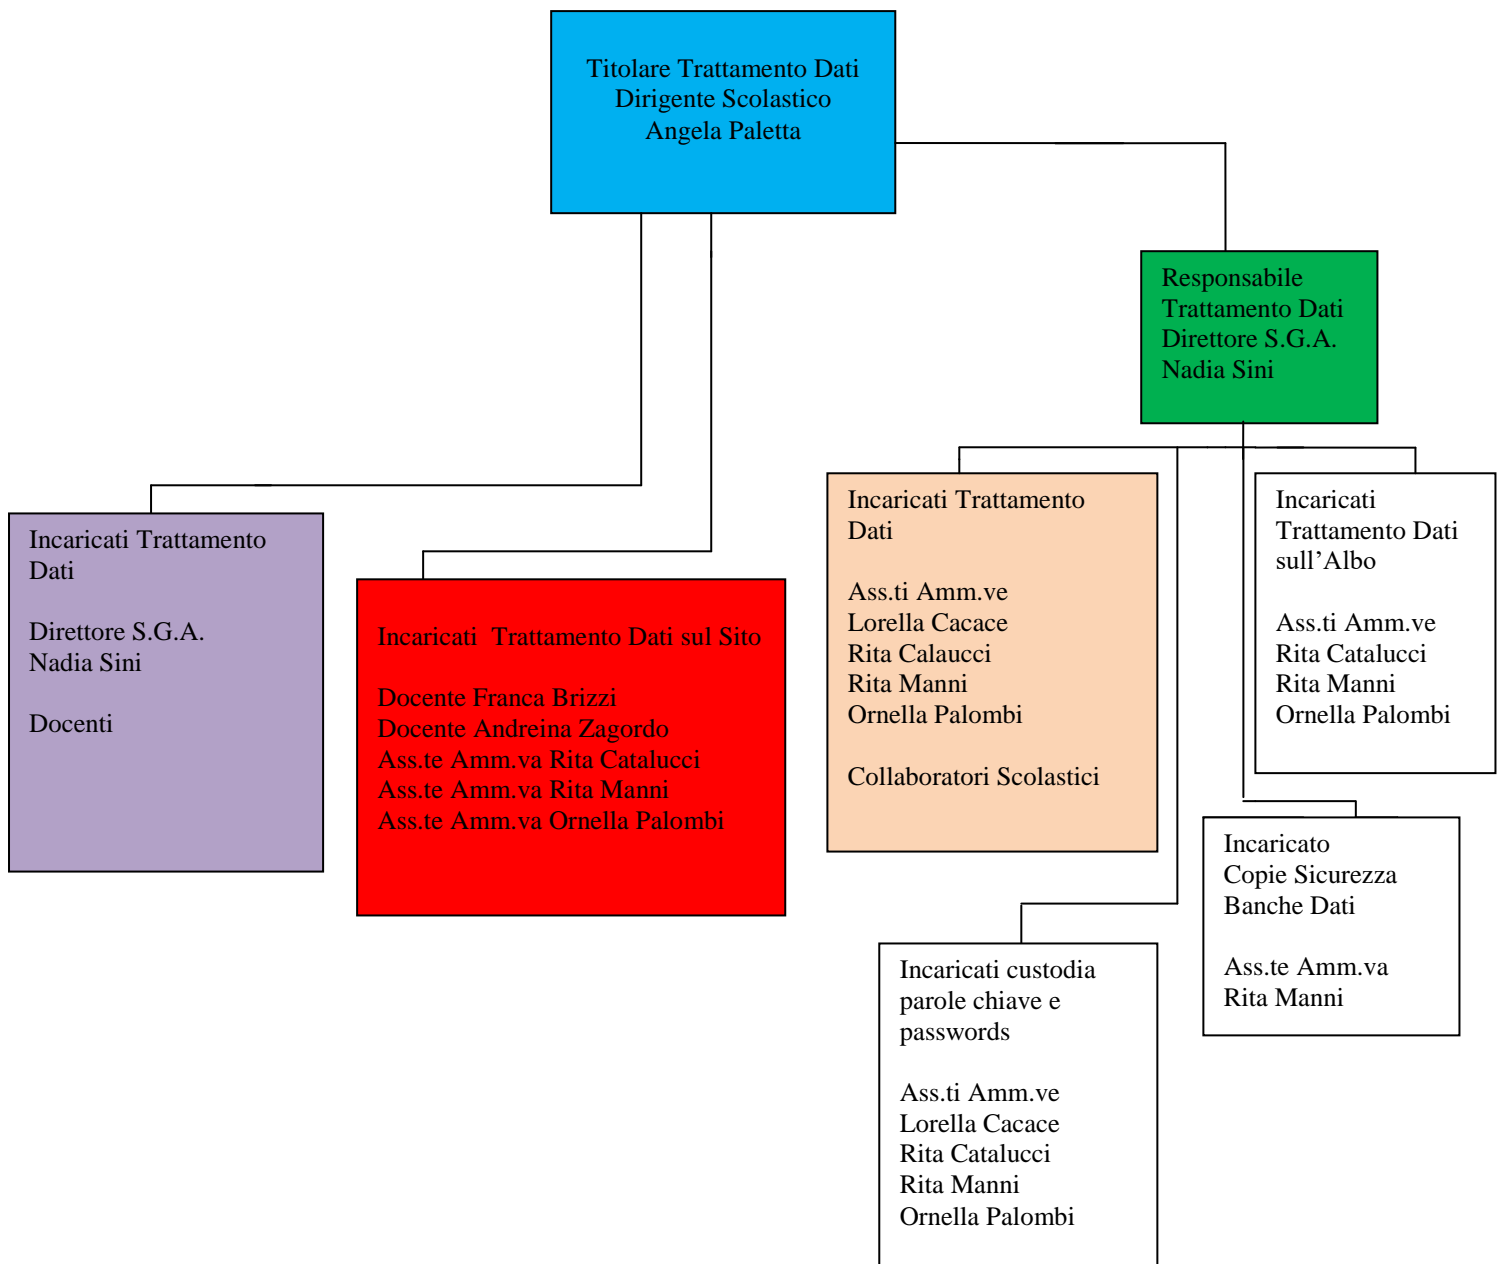 Titolare Trattamento Dati
Dirigente Scolastico
Angela Paletta
Responsabile
Trattamento Dati
Direttore S.G.A.
Nadia Sini
Incaricati Trattamento
Dati
Direttore S.G.A.
Nadia Sini
Docenti
Incaricati  Trattamento Dati sul Sito
Docente Franca Brizzi
Docente Andreina Zagordo
Ass.te Amm.va Rita Catalucci
Ass.te Amm.va Rita Manni
Ass.te Amm.va Ornella Palombi
Incaricati Trattamento
Dati
Ass.ti Amm.ve
Lorella Cacace
Rita Calaucci
Rita Manni
Ornella Palombi
Collaboratori Scolastici
Incaricati
Trattamento Dati
sull’Albo
Ass.ti Amm.ve
Rita Catalucci
Rita Manni
Ornella Palombi
Incaricato
Copie Sicurezza
Banche Dati
Ass.te Amm.va
Rita Manni
Incaricati custodia
parole chiave e
passwords
Ass.ti Amm.ve
Lorella Cacace
Rita Catalucci
Rita Manni
Ornella Palombi